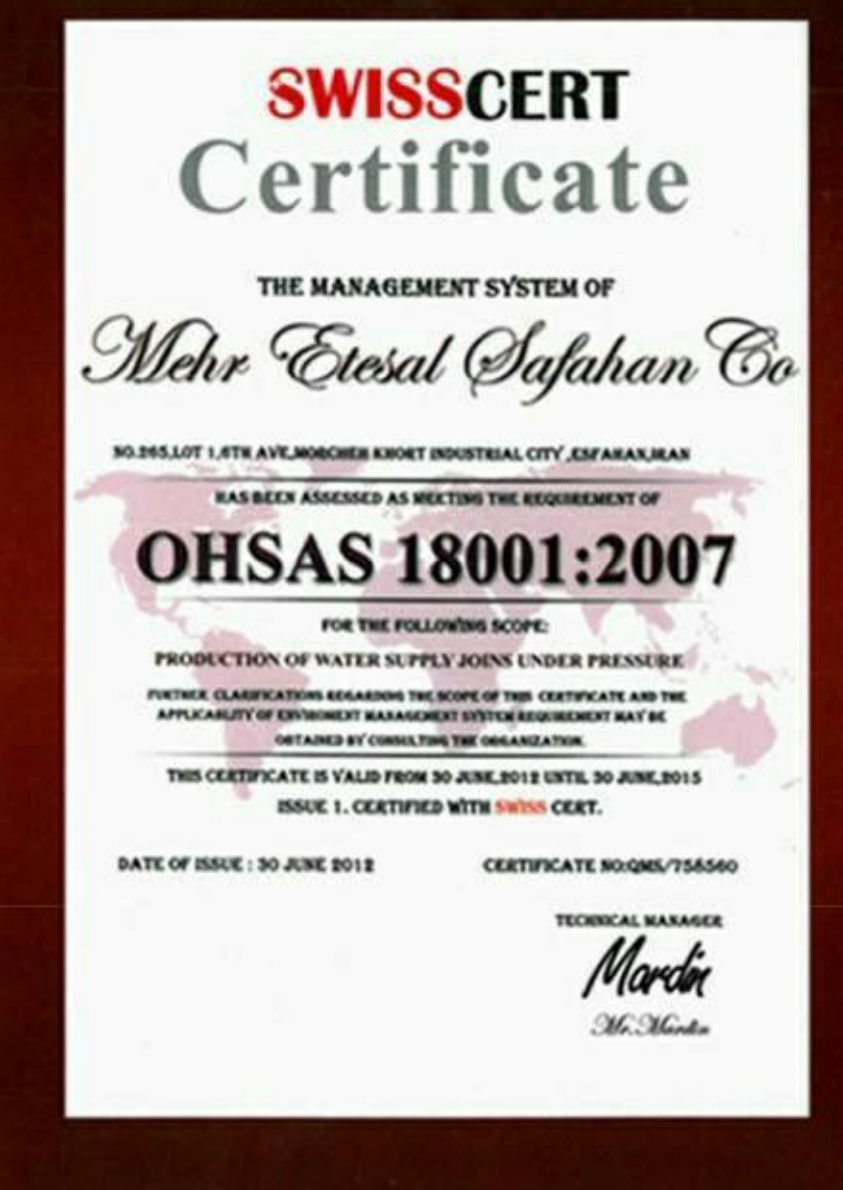 SWISSCERT
Certificate
THE MANAGEMENT SYSTEM OF
Mehr Etesal Safahan Co
NO.265,LOT 1,6TH AVE,MORCHEH KHORT INDUSTRIAL CITY ,ESFAHAN,IRAN
HAS BEEN ASSESSED AS MEETING THE REQUIREMENT OF
OHSAS 18001:2007
FOR THE FOLLOWING SCOPE:
PRODUCTION OF WATER SUPPLY JOINS UNDER PRESSURE
FURTHER CLARIFICATIONS REGARDING THE SCOPE OF THIS CERTIFICATE AND THE
APPLICABLITY OF ENVIROMENT MANAGEMENT SYSTEM REQUIREMENT MAY BE
OBTAINED BY CONSULTING THE ORGANIZATION.
THIS CERTIFICATE IS VALID FROM 30 JUNE,2012 UNTIL 30 JUNE,2015
ISSUE 1. CERTIFIED WITH SWISS CERT.
DATE OF ISSUE : 30 JUNE 2012
CERTIFICATE NO:QMS/758560
TECHNICAL MANAGER
Mardin
Mr.Mardin